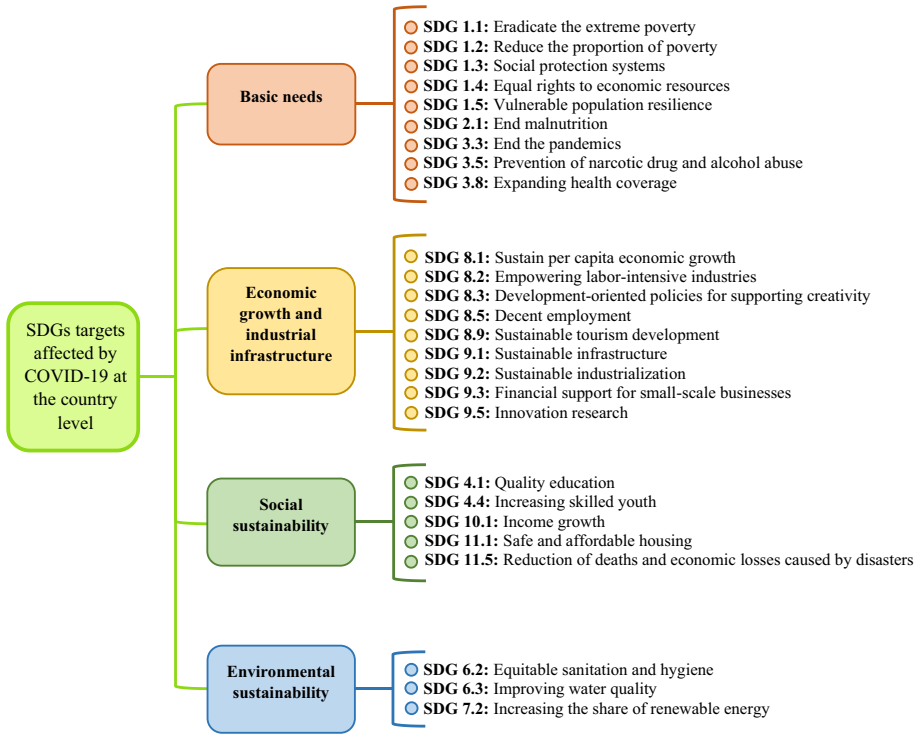 SDGs targets
affected by
COVID-19 at
the country
level
Basic needs
SDG 1.1: Eradicate the extreme poverty
SDG 1.2: Reduce the proportion of poverty
SDG 1.3: Social protection systems
SDG 1.4: Equal rights to economic resources
SDG 1.5: Vulnerable population resilience
SDG 2.1: End malnutrition
SDG 3.3: End the pandemics
SDG 3.5: Prevention of narcotic drug and alcohol abuse
SDG 3.8: Expanding health coverage
Economic
growth and
industrial
infrastructure
SDG 8.1: Sustain per capita economic growth
SDG 8.2: Empowering labor-intensive industries
SDG 8.3: Development-oriented policies for supporting creativity
SDG 8.5: Decent employment
SDG 8.9: Sustainable tourism development
SDG 9.1: Sustainable infrastructure
SDG 9.2: Sustainable industrialization
SDG 9.3: Financial support for small-scale businesses
SDG 9.5: Innovation research
Social
sustainability
SDG 4.1: Quality education
SDG 4.4: Increasing skilled youth
SDG 10.1: Income growth
SDG 11.1: Safe and affordable housing
SDG 11.5: Reduction of deaths and economic losses caused by disasters
Environmental
sustainability
SDG 6.2: Equitable sanitation and hygiene
SDG 6.3: Improving water quality
SDG 7.2: Increasing the share of renewable energy